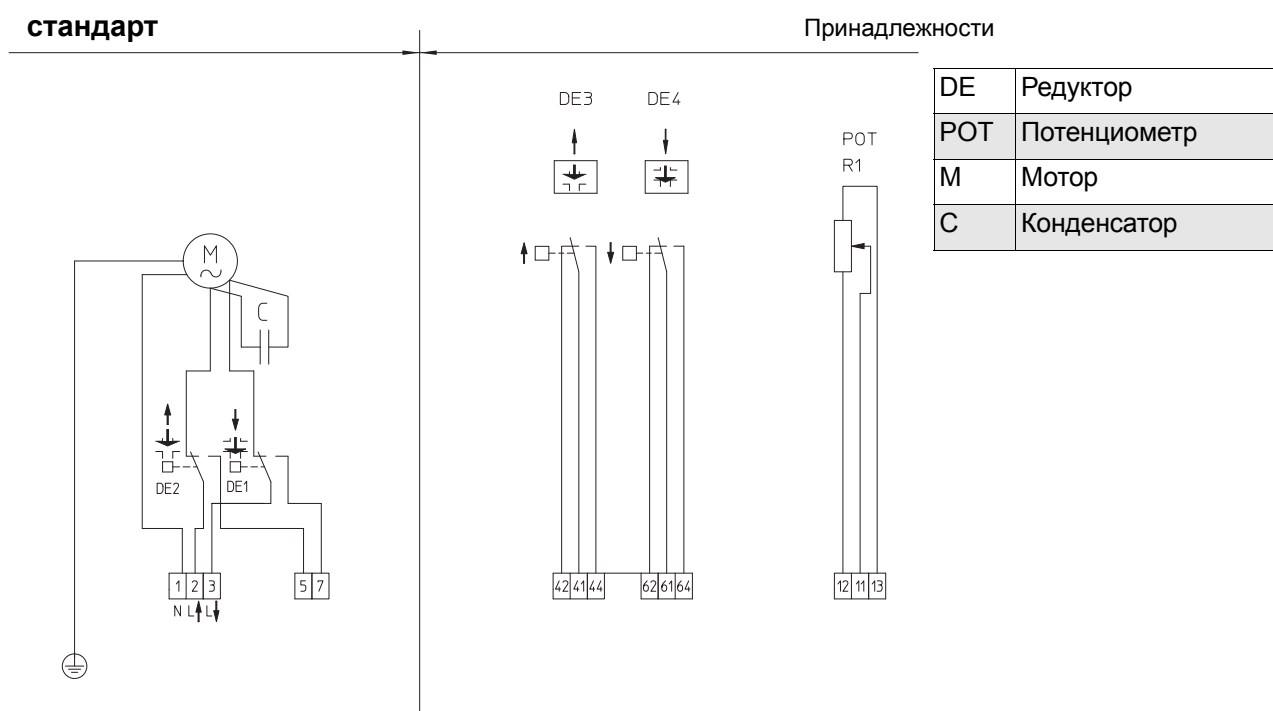 стандарт
Принадлежности
DE Редуктор
POT Потенциометр
M Мотор
C Конденсатор
DE3 DE4
POT
R1
M
C
DE2 DE1
1 2 3 5 7
N L L
42 41 44 62 61 64 12 11 13